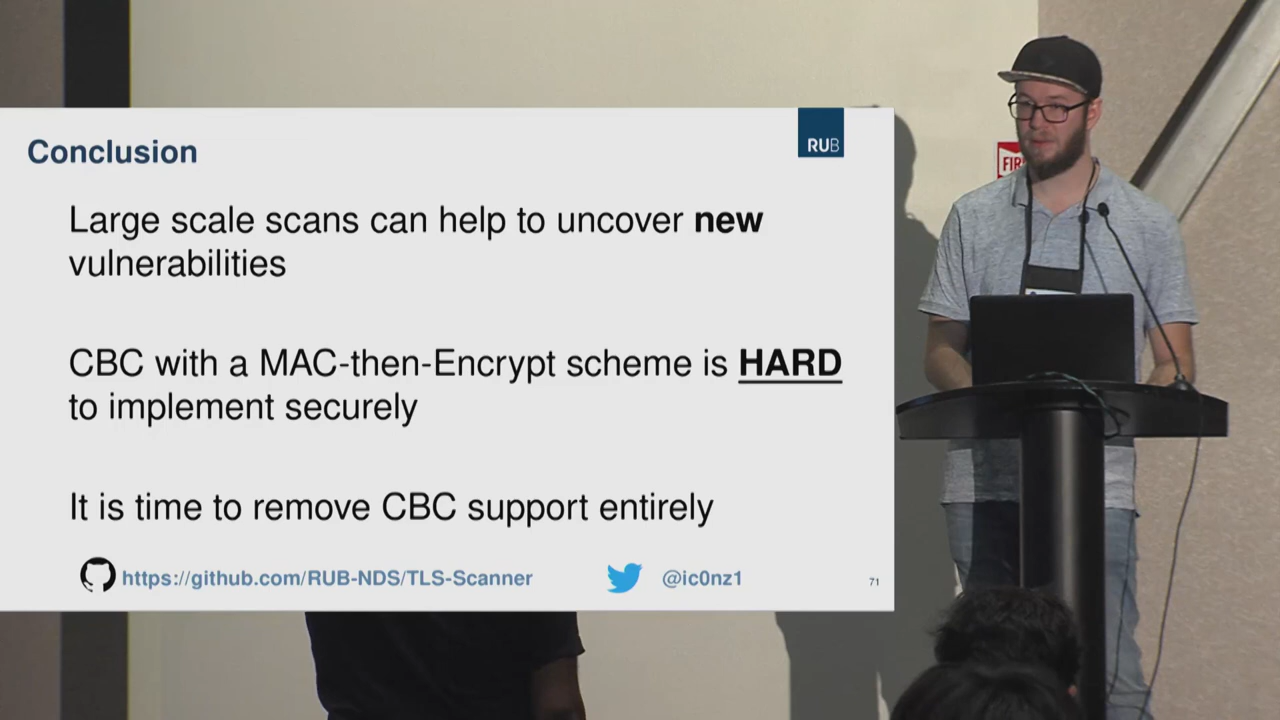 Conclusion
RUB
Large scale scans can help to uncover new
vulnerabilities
CBC with a MAC-then-Encrypt scheme is HARD
to implement securely
It is time to remove CBC support entirely
https://github.com/RUB-NDS/TLS-Scanner
@ic0nz1
71
FIR